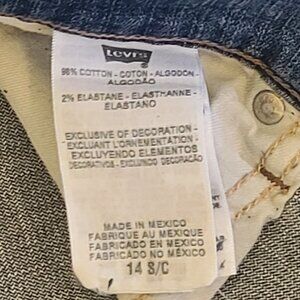 Levi's
98% COTTON - COTON - ALGODÓN
ALGODÃO
2% ELASTANE - ELASTHANNE -
ELASTANO
EXCLUSIVE OF DECORATION -
EXCLUANT L'ORNEMENTATION -
EXCLUYENDO ELEMENTOS
DECORATIVOS - EXCLUINDO DECORAÇÃO
MADE IN MEXICO
FABRIQUE AU MEXIQUE
FABRICADO EN MEXICO
FABRICADO NO MÉXICO
14 S/C